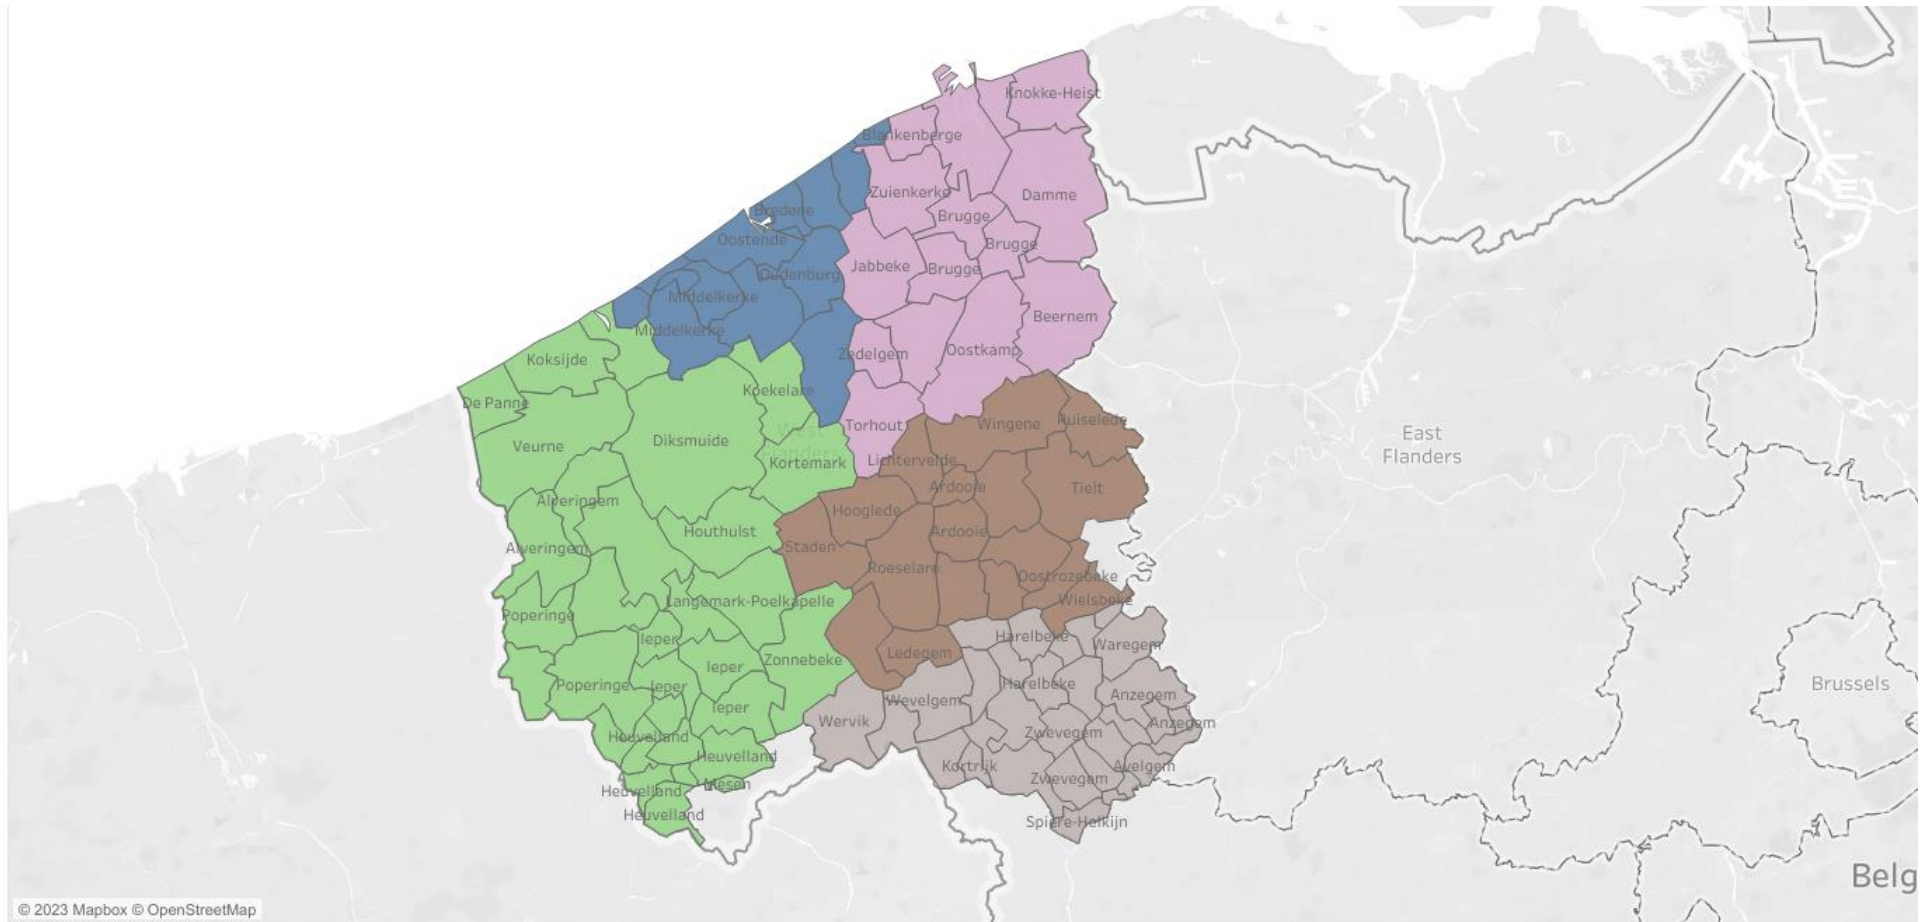 Knokke-Heist
Blankenberge
Zuienkerke
Damme
Bredene
Brugge
Oostende
Brugge
Jabbeke
Brugge
Oudenburg
Middelkerke
Beernem
Middelkerke
Zedelgem
Oostkamp
Koksijde
Koekelare
De Panne
Torhout
Wingene
Ruiselede
West
Flanders
Diksmuide
Veurne
East
Flanders
Kortemark
Lichtervelde
Ardooie
Tielt
Alveringem
Hooglede
Houthulst
Ardooie
Alveringem
Staden
Roeselare
Oostrozebeke
Langemark-Poelkapelle
Wielsbeke
Poperinge
Ieper
Harelbeke
Waregem
Ledegem
Zonnebeke
Ieper
Poperinge
Ieper
Harelbeke
Brussels
Anzegem
Wevelgem
Ieper
Wervik
Anzegem
Heuvelland
Zwevegem
Heuvelland
Kortrijk
Avelgem
Zwevegem
Mesen
Heuvelland
Heuvelland
Spiere-Helkijn
Belg
© 2023 Mapbox © OpenStreetMap